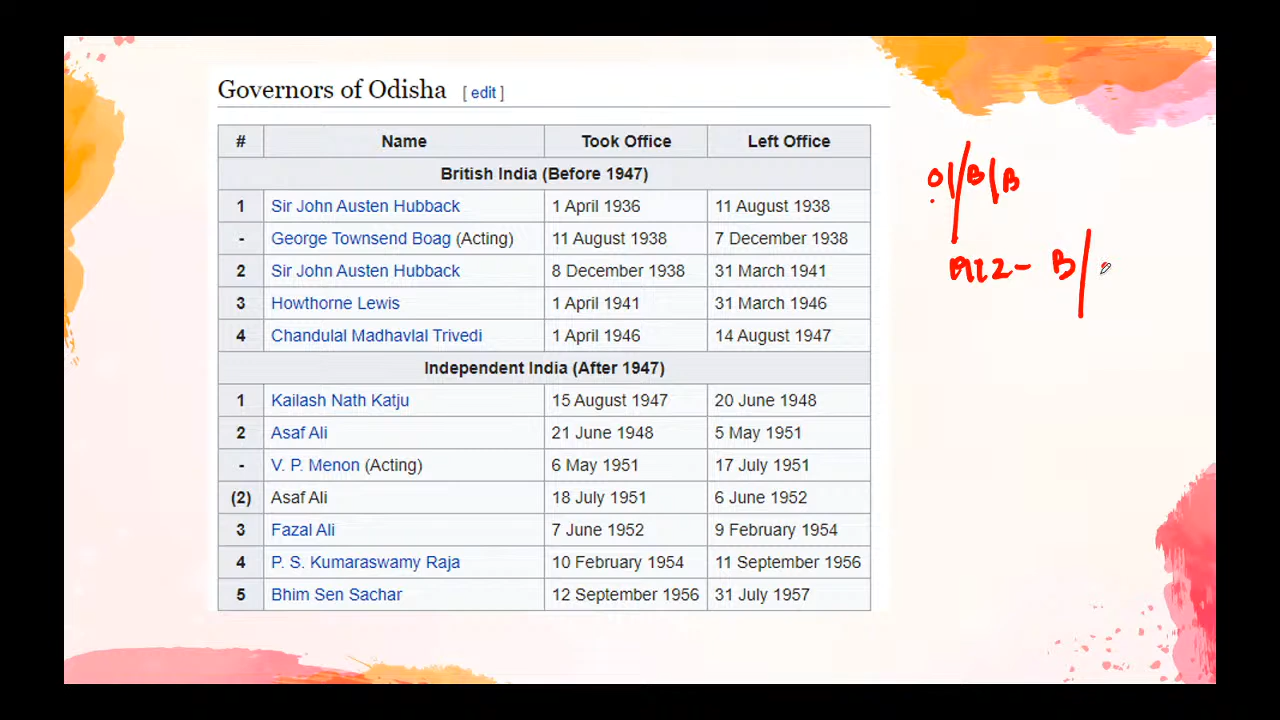 Governors of Odisha [ edit ]
# Name Took Office Left Office
British India (Before 1947)
1 Sir John Austen Hubback 1 April 1936 11 August 1938
- George Townsend Boag (Acting) 11 August 1938 7 December 1938
2 Sir John Austen Hubback 8 December 1938 31 March 1941
3 Howthorne Lewis 1 April 1941 31 March 1946
4 Chandulal Madhavlal Trivedi 1 April 1946 14 August 1947
Independent India (After 1947)
1 Kailash Nath Katju 15 August 1947 20 June 1948
2 Asaf Ali 21 June 1948 5 May 1951
- V. P. Menon (Acting) 6 May 1951 17 July 1951
(2) Asaf Ali 18 July 1951 6 June 1952
3 Fazal Ali 7 June 1952 9 February 1954
4 P. S. Kumaraswamy Raja 10 February 1954 11 September 1956
5 Bhim Sen Sachar 12 September 1956 31 July 1957
O/B/B
B/